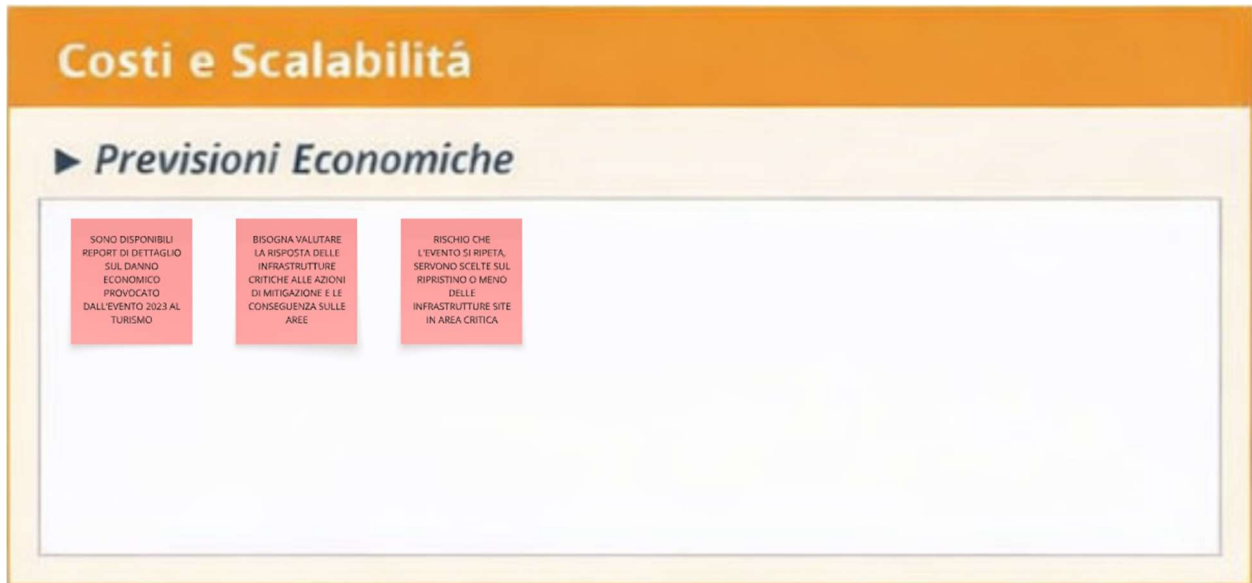 Costi e Scalabilitá
► Previsioni Economiche
SONO DISPONIBILI
REPORT DI DETTAGLIO
SUL DANNO
ECONOMICO
PROVOCATO
DALL'EVENTO 2023 AL
TURISMO
BISOGNA VALUTARE
LA RISPOSTA DELLE
INFRASTRUTTURE
CRITICHE ALLE AZIONI
DI MITIGAZIONE E LE
CONSEGUENZA SULLE
AREE
RISCHIO CHE
L'EVENTO SI RIPETA,
SERVONO SCELTE SUL
RIPRISTINO O MENO
DELLE
INFRASTRUTTURE SITE
IN AREA CRITICA